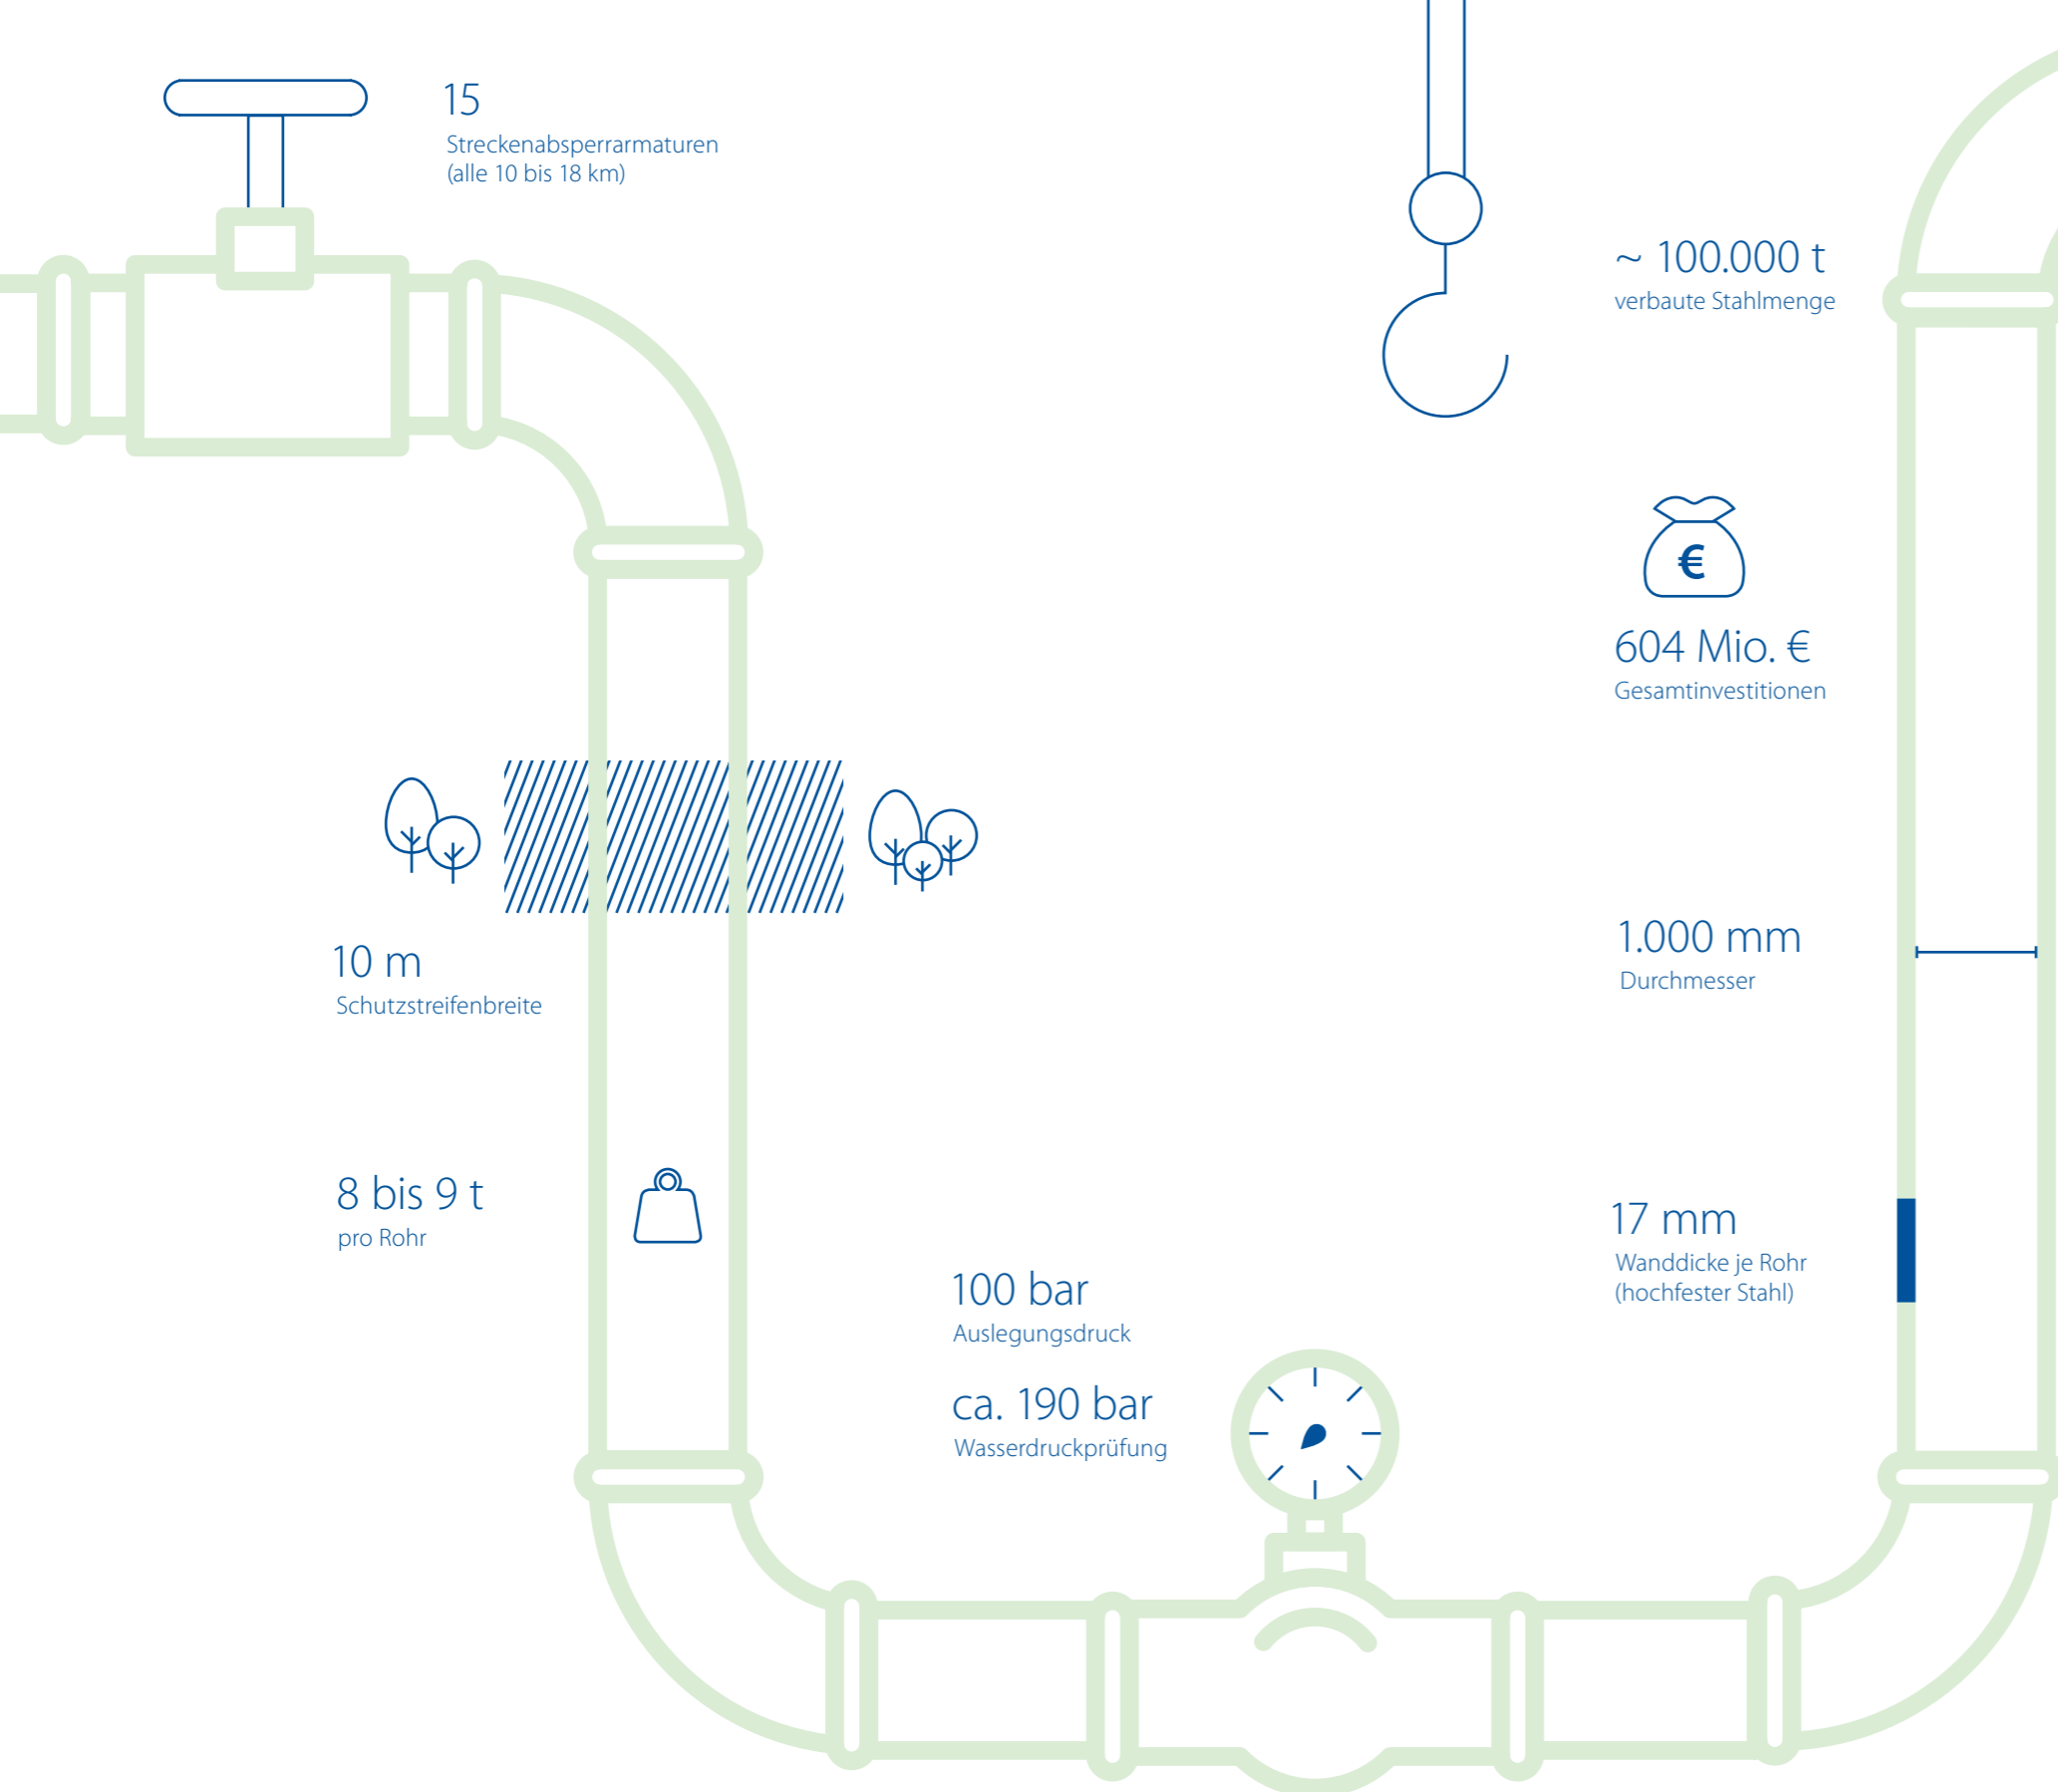 15
Streckenabsperrarmaturen
(alle 10 bis 18 km)
~ 100.000 t
verbaute Stahlmenge
€
604 Mio. €
Gesamtinvestitionen
10 m
Schutzstreifenbreite
1.000 mm
Durchmesser
8 bis 9 t
pro Rohr
17 mm
Wanddicke je Rohr
(hochfester Stahl)
100 bar
Auslegungsdruck
ca. 190 bar
Wasserdruckprüfung